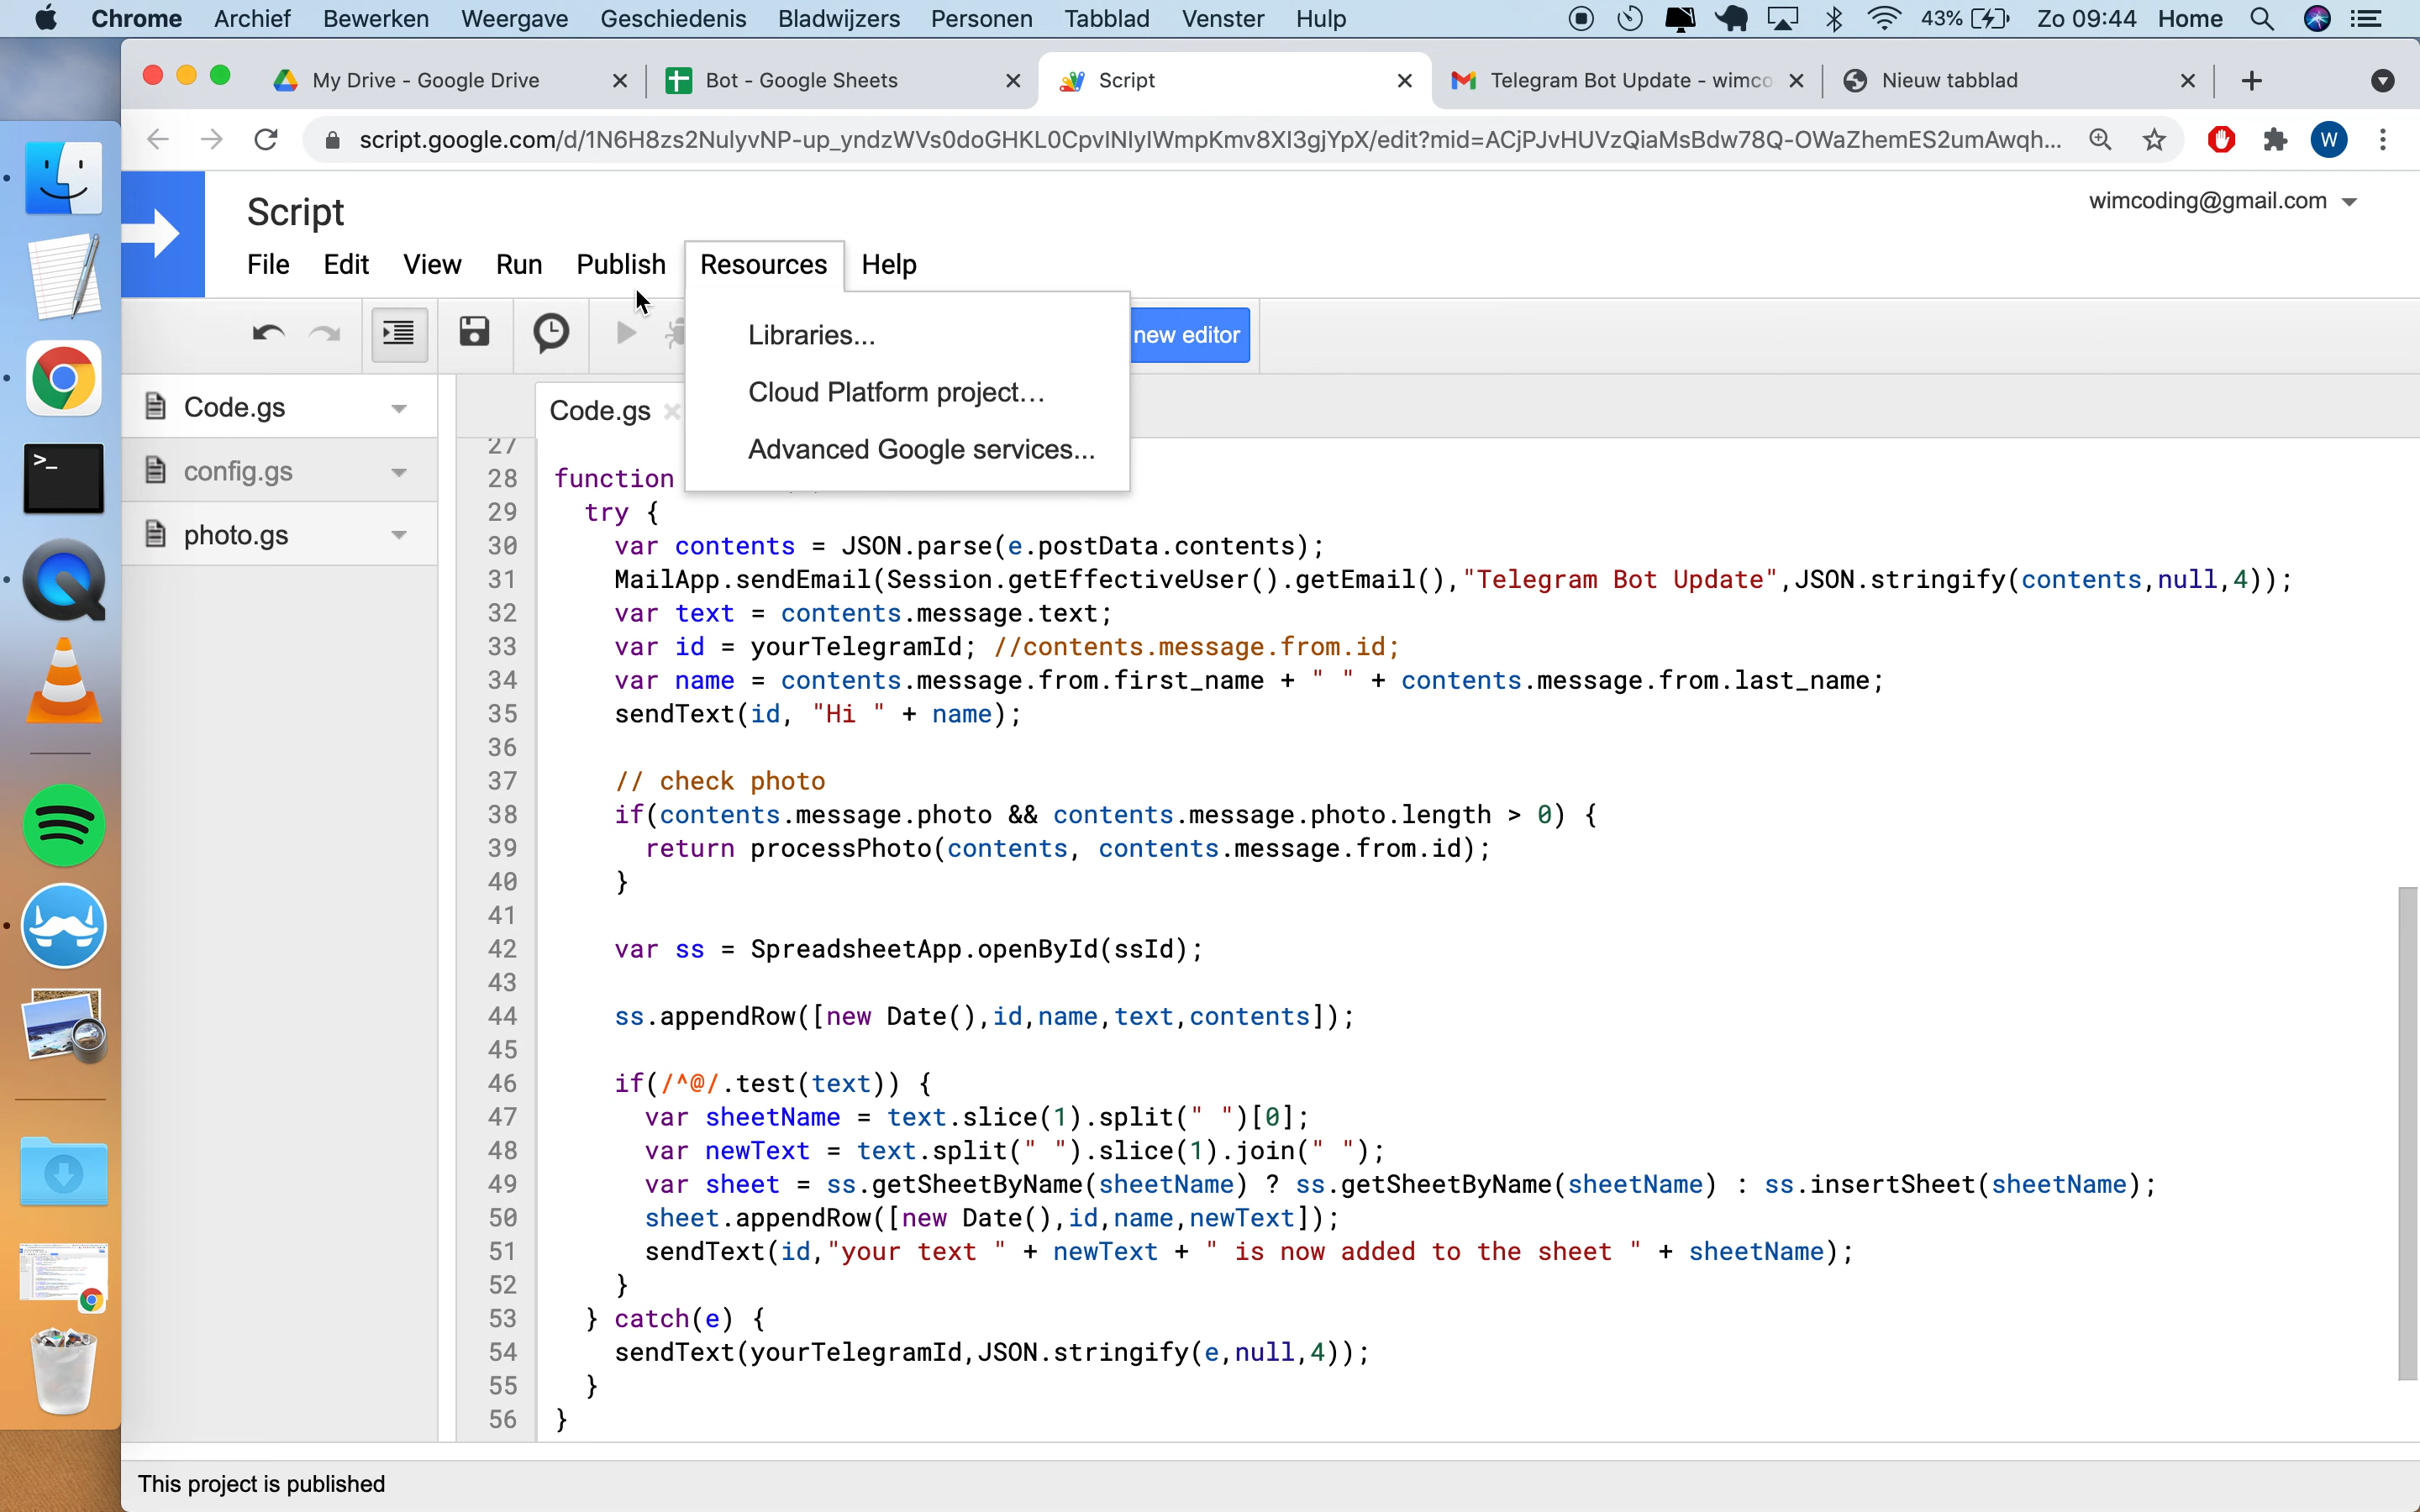 Chrome Archief Bewerken Weergave Geschiedenis Bladwijzers Personen Tabblad Venster Hulp 43% Zo 09:44 Home
My Drive - Google Drive Bot - Google Sheets Script Telegram Bot Update - wimco Nieuw tabblad
script.google.com/d/1N6H8zs2NulyvNP-up_yndzWVs0doGHKL0CpvlNlyIWmpKmv8XI3gjYpX/edit?mid=ACjPJvHUVzQiaMsBdw78Q-OWaZhemES2umAwqh... W
Script
wimcoding@gmail.com
File Edit View Run Publish Resources Help
Libraries...
Cloud Platform project...
Advanced Google services...
new editor
Code.gs
config.gs
photo.gs
Code.gs
27
28 function
29 try {
30 var contents = JSON.parse(e.postData.contents);
31 MailApp.sendEmail(Session.getEffectiveUser().getEmail(),"Telegram Bot Update",JSON.stringify(contents,null,4));
32 var text = contents.message.text;
33 var id = yourTelegramId; //contents.message.from.id;
34 var name = contents.message.from.first_name + " " + contents.message.from.last_name;
35 sendText(id, "Hi " + name);
36
37 // check photo
38 if(contents.message.photo && contents.message.photo.length > 0) {
39 return processPhoto(contents, contents.message.from.id);
40 }
41
42 var ss = SpreadsheetApp.openById(ssId);
43
44 ss.appendRow([new Date(),id,name,text,contents]);
45
46 if(/^@/.test(text)) {
47 var sheetName = text.slice(1).split(" ")[0];
48 var newText = text.split(" ").slice(1).join(" ");
49 var sheet = ss.getSheetByName(sheetName) ? ss.getSheetByName(sheetName) : ss.insertSheet(sheetName);
50 sheet.appendRow([new Date(),id,name,newText]);
51 sendText(id,"your text " + newText + " is now added to the sheet " + sheetName);
52 }
53 } catch(e) {
54 sendText(yourTelegramId,JSON.stringify(e,null,4));
55 }
56 }
This project is published